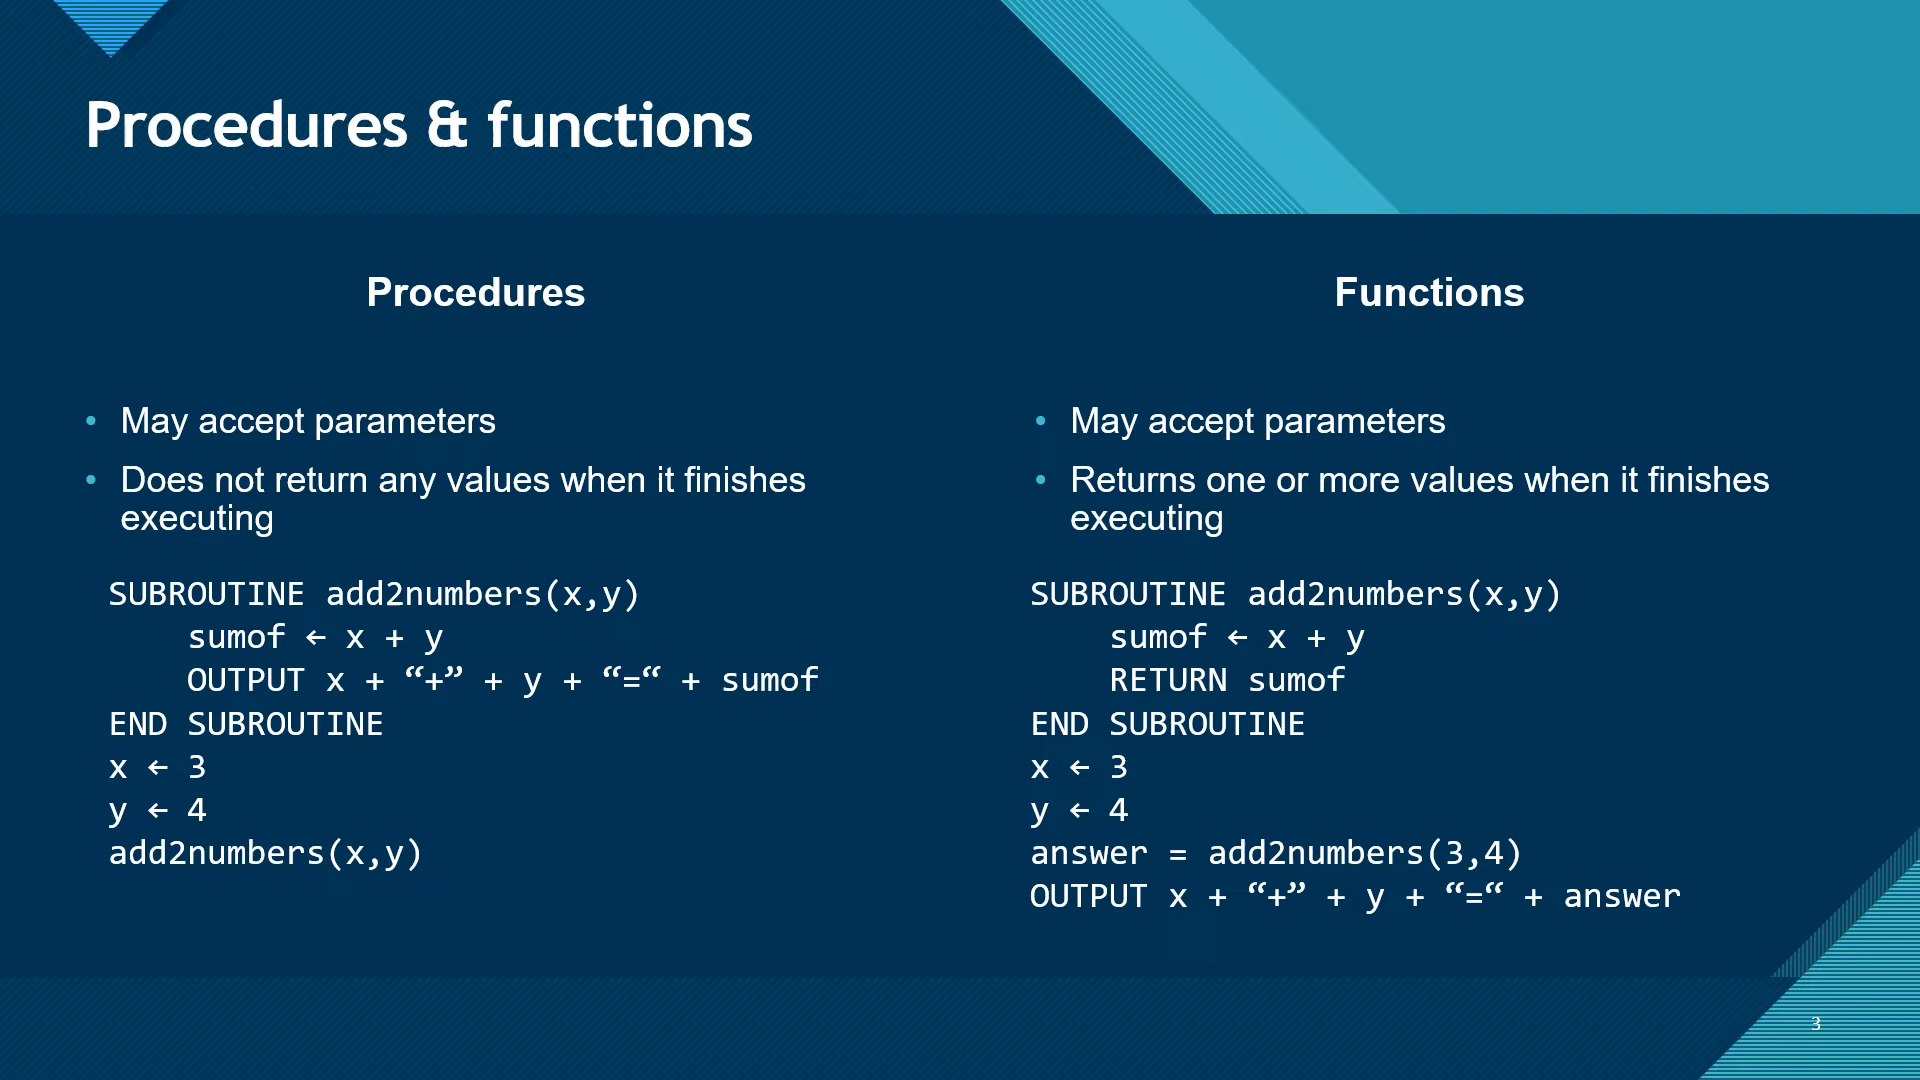 Procedures & functions
Procedures
• May accept parameters
• Does not return any values when it finishes
executing
SUBROUTINE add2numbers(x,y)
    sumof ← x + y
    OUTPUT x + “+” + y + “=“ + sumof
END SUBROUTINE
x ← 3
y ← 4
add2numbers(x,y)
Functions
• May accept parameters
• Returns one or more values when it finishes
executing
SUBROUTINE add2numbers(x,y)
    sumof ← x + y
    RETURN sumof
END SUBROUTINE
x ← 3
y ← 4
answer = add2numbers(3,4)
OUTPUT x + “+” + y + “=“ + answer
3